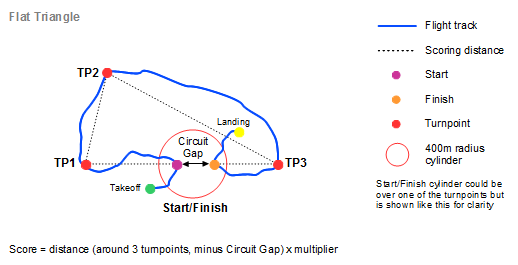 Flat Triangle
Flight track
Scoring distance
Start
Finish
Turnpoint
400m radius
cylinder
Start/Finish cylinder could be
over one of the turnpoints but
is shown like this for clarity
TP2
Landing
Circuit
Gap
TP1
TP3
Takeoff
Start/Finish
Score = distance (around 3 turnpoints, minus Circuit Gap) x multiplier